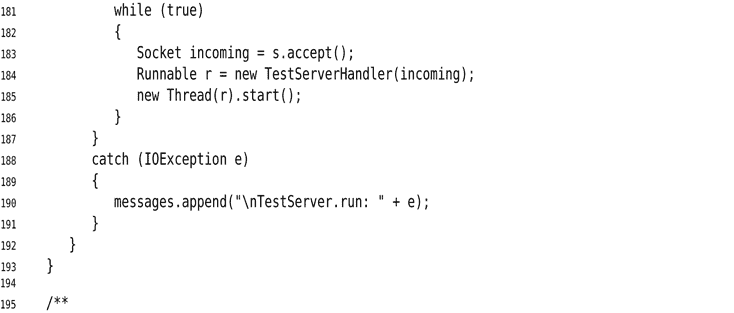 181 while (true)
182 {
183 Socket incoming = s.accept();
184 Runnable r = new TestServerHandler(incoming);
185 new Thread(r).start();
186 }
187 }
188 catch (IOException e)
189 {
190 messages.append("\nTestServer.run: " + e);
191 }
192 }
193 }
194
195 /**